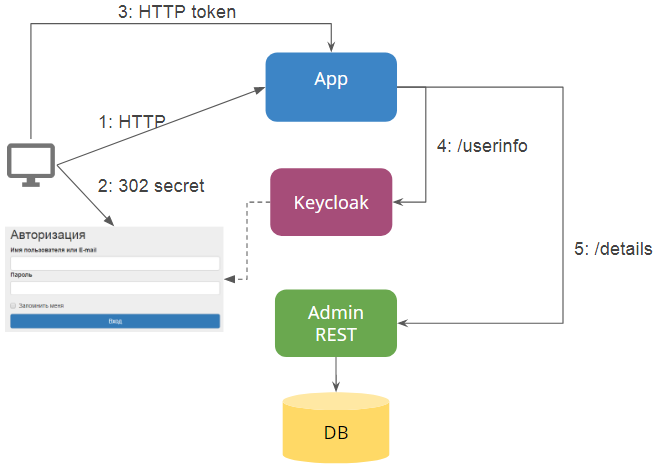 3: HTTP token
App
1: HTTP
4: /userinfo
2: 302 secret
Keycloak
Авторизация
Имя пользователя или E-mail
Пароль
Запомнить меня
Вход
5: /details
Admin
REST
DB